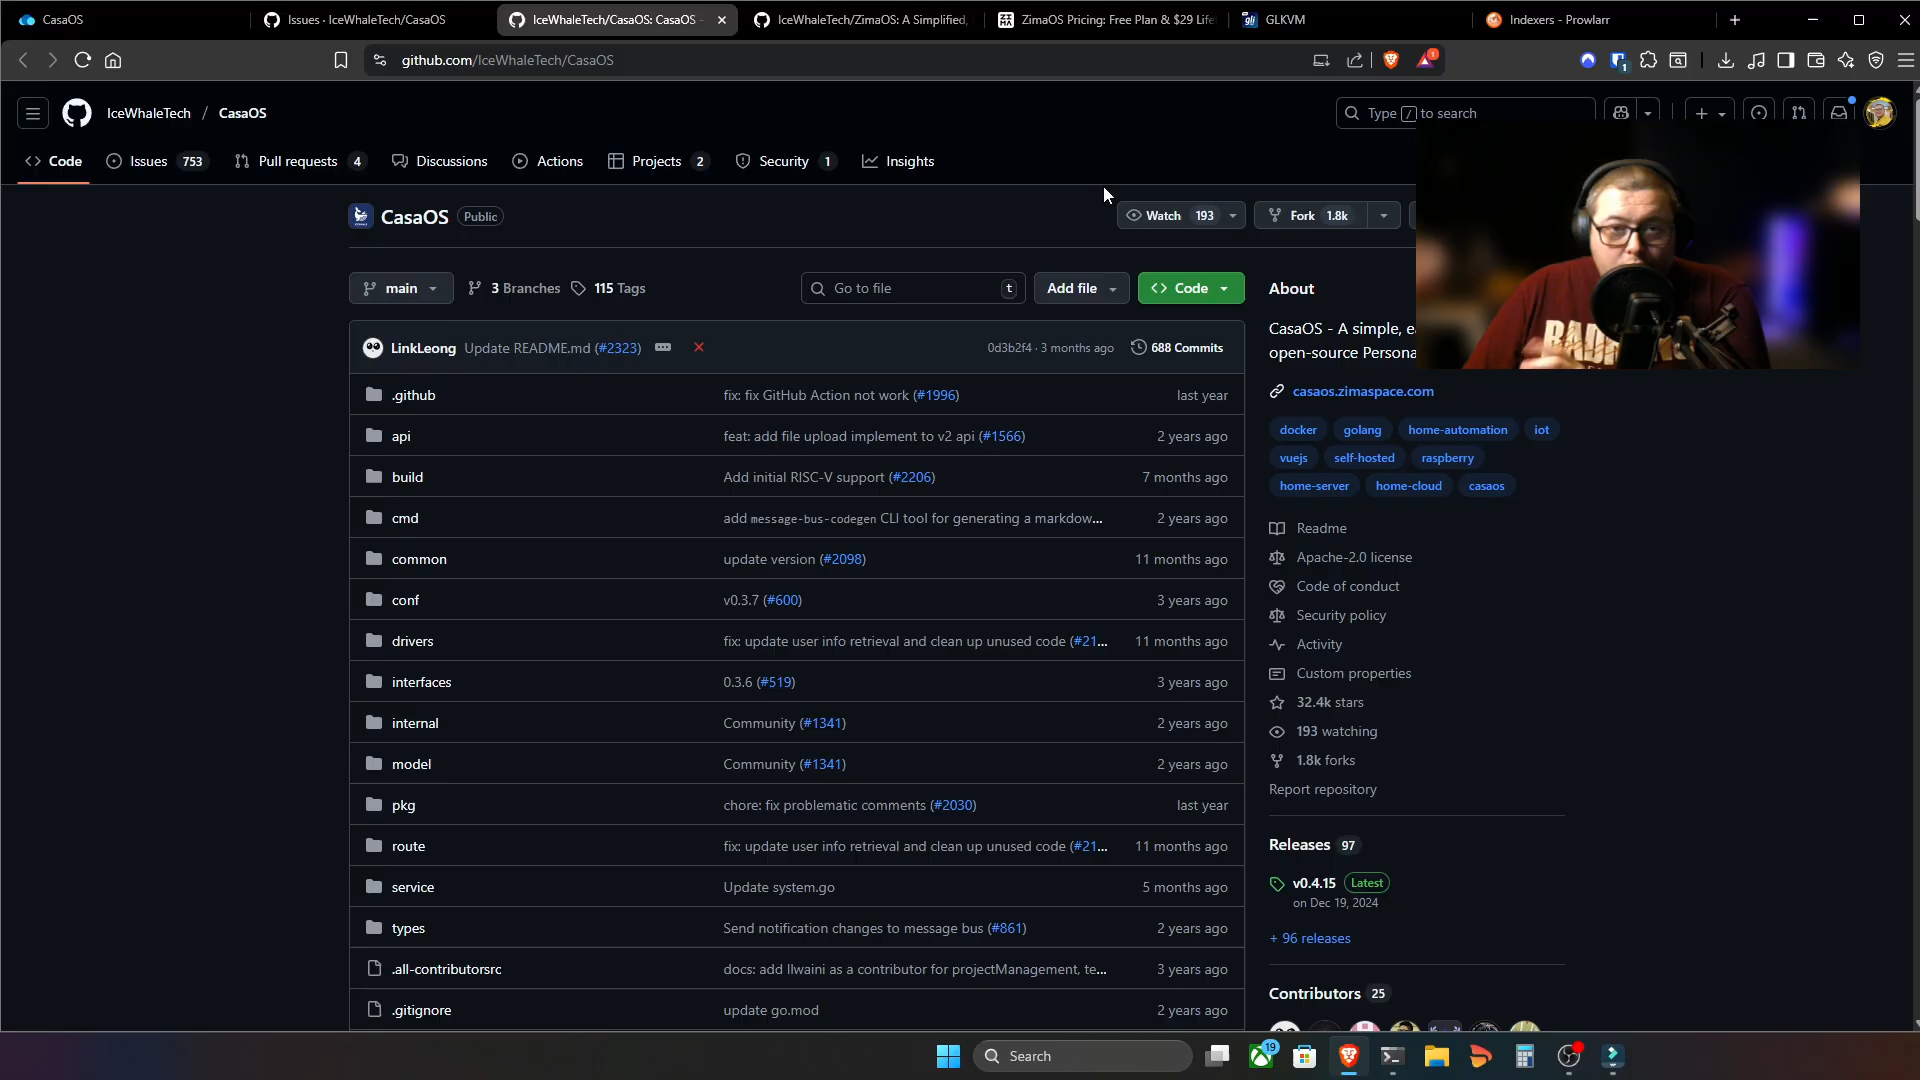 CasaOS
Issues · IceWhaleTech/CasaOS
IceWhaleTech/CasaOS: CasaOS -
IceWhaleTech/ZimaOS: A Simplified,
ZimaOS Pricing: Free Plan & $29 Life
GLKVM
Indexers - Prowlarr
github.com/IceWhaleTech/CasaOS
1
1
IceWhaleTech / CasaOS
Type / to search
Code
Issues 753
Pull requests 4
Discussions
Actions
Projects 2
Security 1
Insights
CasaOS Public
Watch 193
Fork 1.8k
main
3 Branches
115 Tags
Go to file t
Add file
Code
LinkLeong Update README.md (#2323)
0d3b2f4 · 3 months ago
688 Commits
.github fix: fix GitHub Action not work (#1996) last year
api feat: add file upload implement to v2 api (#1566) 2 years ago
build Add initial RISC-V support (#2206) 7 months ago
cmd add message-bus-codegen CLI tool for generating a markdow... 2 years ago
common update version (#2098) 11 months ago
conf v0.3.7 (#600) 3 years ago
drivers fix: update user info retrieval and clean up unused code (#21... 11 months ago
interfaces 0.3.6 (#519) 3 years ago
internal Community (#1341) 2 years ago
model Community (#1341) 2 years ago
pkg chore: fix problematic comments (#2030) last year
route fix: update user info retrieval and clean up unused code (#21... 11 months ago
service Update system.go 5 months ago
types Send notification changes to message bus (#861) 2 years ago
.all-contributorsrc docs: add llwaini as a contributor for projectManagement, te... 3 years ago
.gitignore update go.mod 2 years ago
About
CasaOS - A simple, e
open-source Persona
casaos.zimaspace.com
docker golang home-automation iot
vuejs self-hosted raspberry
home-server home-cloud casaos
Readme
Apache-2.0 license
Code of conduct
Security policy
Activity
Custom properties
32.4k stars
193 watching
1.8k forks
Report repository
Releases 97
v0.4.15 Latest
on Dec 19, 2024
+ 96 releases
Contributors 25
Search
19